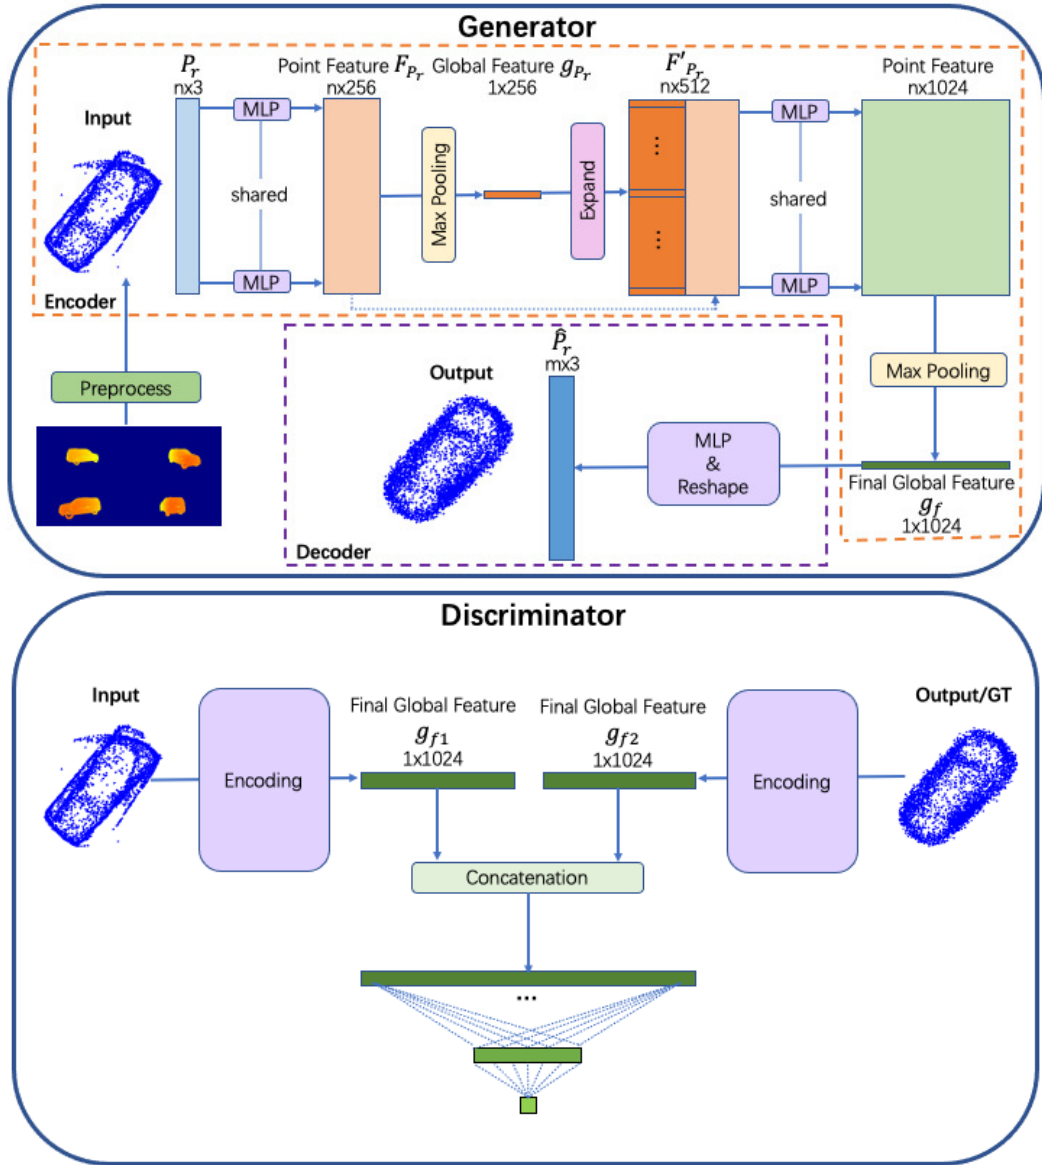 Generator
P_r
nx3
Point Feature F_{P_r}
nx256
Global Feature g_{P_r}
1x256
F'_{P_r}
nx512
Point Feature
nx1024
Input
MLP
MLP
shared
Max Pooling
Expand
...
...
shared
MLP
MLP
Encoder
Preprocess
P̂_r
mx3
Output
MLP
&
Reshape
Max Pooling
Final Global Feature
g_f
1x1024
Decoder
Discriminator
Input
Encoding
Final Global Feature
g_{f1}
1x1024
Final Global Feature
g_{f2}
1x1024
Output/GT
Encoding
Concatenation
...